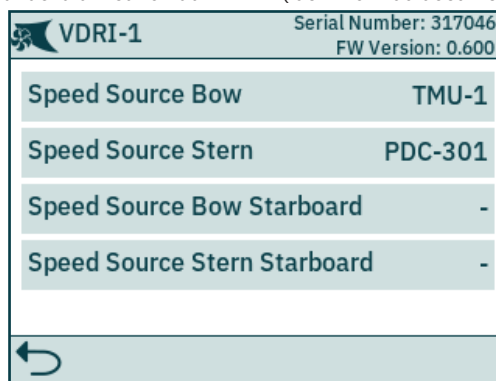 VDRI-1
Serial Number: 317046
FW Version: 0.600
Speed Source Bow TMU-1
Speed Source Stern PDC-301
Speed Source Bow Starboard -
Speed Source Stern Starboard -